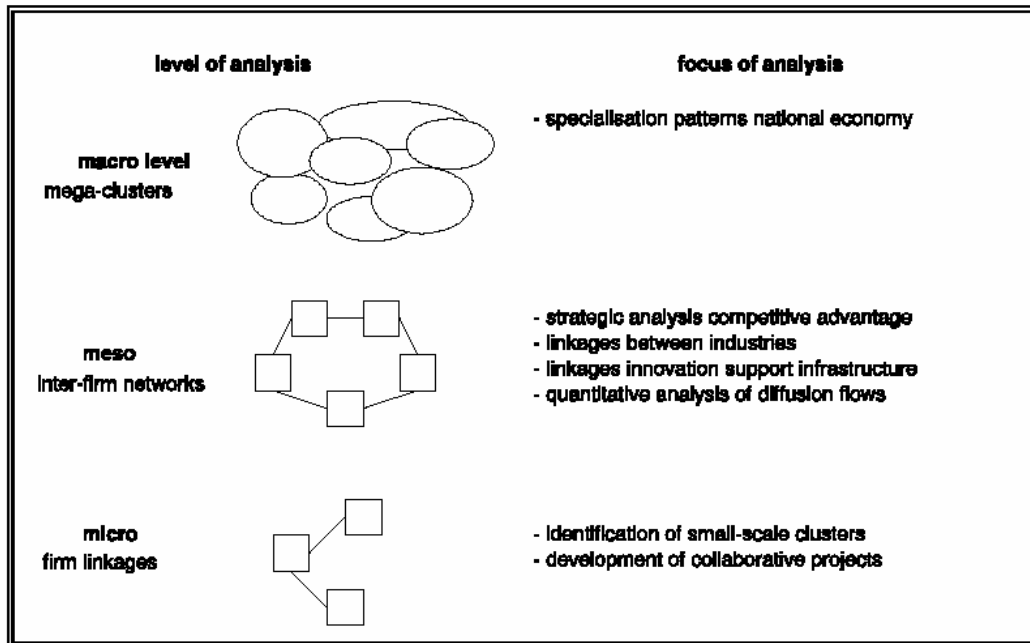 level of analysis
focus of analysis
- specialisation patterns national economy
macro level
mega-clusters
- strategic analysis competitive advantage
- linkages between industries
meso
- linkages innovation support infrastructure
inter-firm networks
- quantitative analysis of diffusion flows
micro
- identification of small-scale clusters
firm linkages
- development of collaborative projects